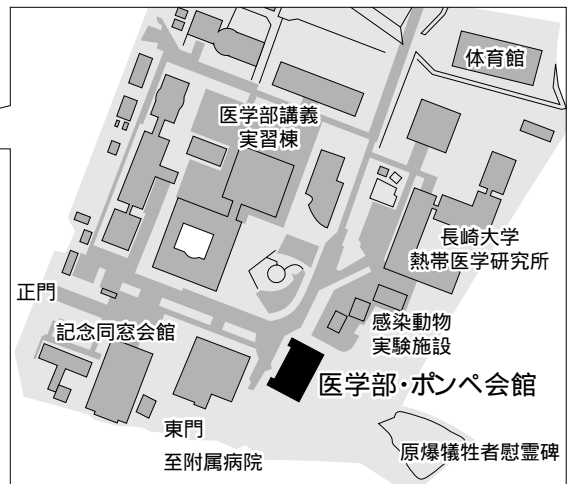 体育館
医学部講義
実習棟
長崎大学
熱帯医学研究所
正門
感染動物
実験施設
記念同窓会館
医学部・ポンペ会館
東門
至附属病院
原爆犠牲者慰霊碑